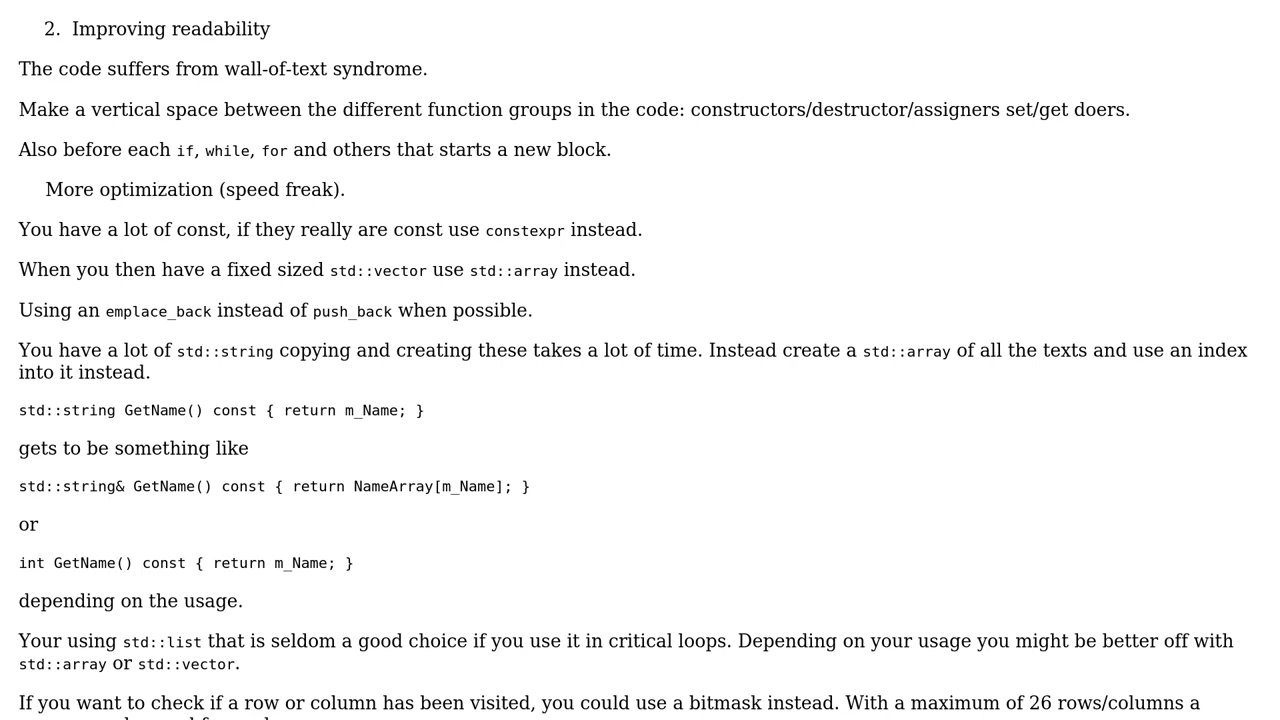 2. Improving readability
The code suffers from wall-of-text syndrome.
Make a vertical space between the different function groups in the code: constructors/destructor/assigners set/get doers.
Also before each if, while, for and others that starts a new block.
More optimization (speed freak).
You have a lot of const, if they really are const use constexpr instead.
When you then have a fixed sized std::vector use std::array instead.
Using an emplace_back instead of push_back when possible.
You have a lot of std::string copying and creating these takes a lot of time. Instead create a std::array of all the texts and use an index
into it instead.
std::string GetName() const { return m_Name; }
gets to be something like
std::string& GetName() const { return NameArray[m_Name]; }
or
int GetName() const { return m_Name; }
depending on the usage.
Your using std::list that is seldom a good choice if you use it in critical loops. Depending on your usage you might be better off with
std::array or std::vector.
If you want to check if a row or column has been visited, you could use a bitmask instead. With a maximum of 26 rows/columns a